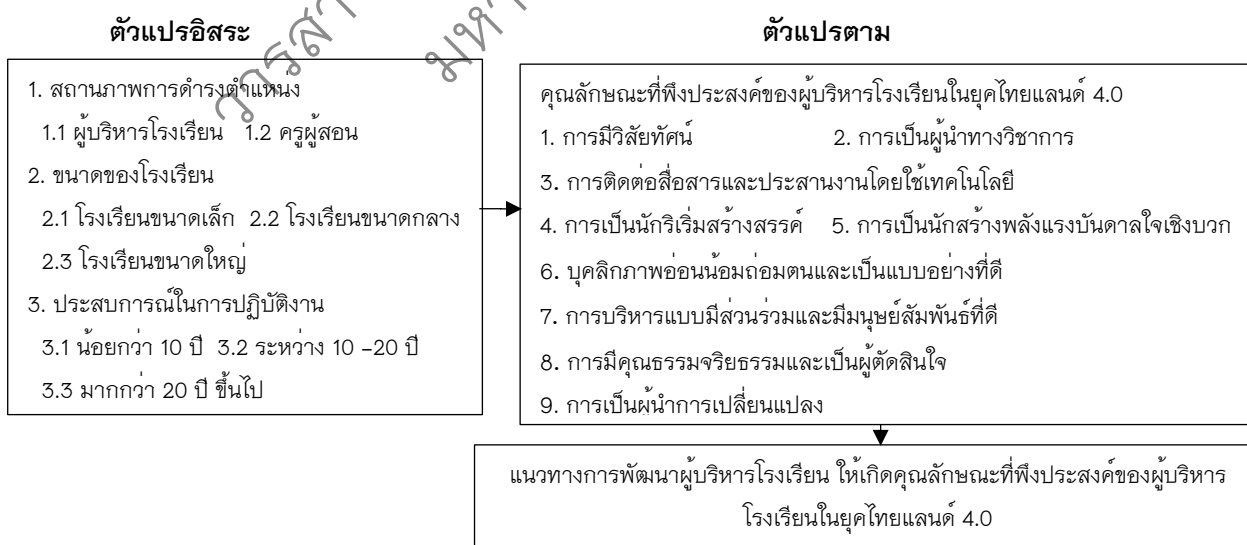 ตัวแปรอิสระ
1. สถานภาพการดำรงตำแหน่ง
1.1 ผู้บริหารโรงเรียน 1.2 ครูผู้สอน
2. ขนาดของโรงเรียน
2.1 โรงเรียนขนาดเล็ก 2.2 โรงเรียนขนาดกลาง
2.3 โรงเรียนขนาดใหญ่
3. ประสบการณ์ในการปฏิบัติงาน
3.1 น้อยกว่า 10 ปี 3.2 ระหว่าง 10 –20 ปี
3.3 มากกว่า 20 ปี ขึ้นไป
ตัวแปรตาม
คุณลักษณะที่พึงประสงค์ของผู้บริหารโรงเรียนในยุคไทยแลนด์ 4.0
1. การมีวิสัยทัศน์ 2. การเป็นผู้นำทางวิชาการ
3. การติดต่อสื่อสารและประสานงานโดยใช้เทคโนโลยี
4. การเป็นนักริเริ่มสร้างสรรค์ 5. การเป็นนักสร้างพลังแรงบันดาลใจเชิงบวก
6. บุคลิกภาพอ่อนน้อมถ่อมตนและเป็นแบบอย่างที่ดี
7. การบริหารแบบมีส่วนร่วมและมีมนุษย์สัมพันธ์ที่ดี
8. การมีคุณธรรมจริยธรรมและเป็นผู้ตัดสินใจ
9. การเป็นผู้นำการเปลี่ยนแปลง
แนวทางการพัฒนาผู้บริหารโรงเรียน ให้เกิดคุณลักษณะที่พึงประสงค์ของผู้บริหาร
โรงเรียนในยุคไทยแลนด์ 4.0